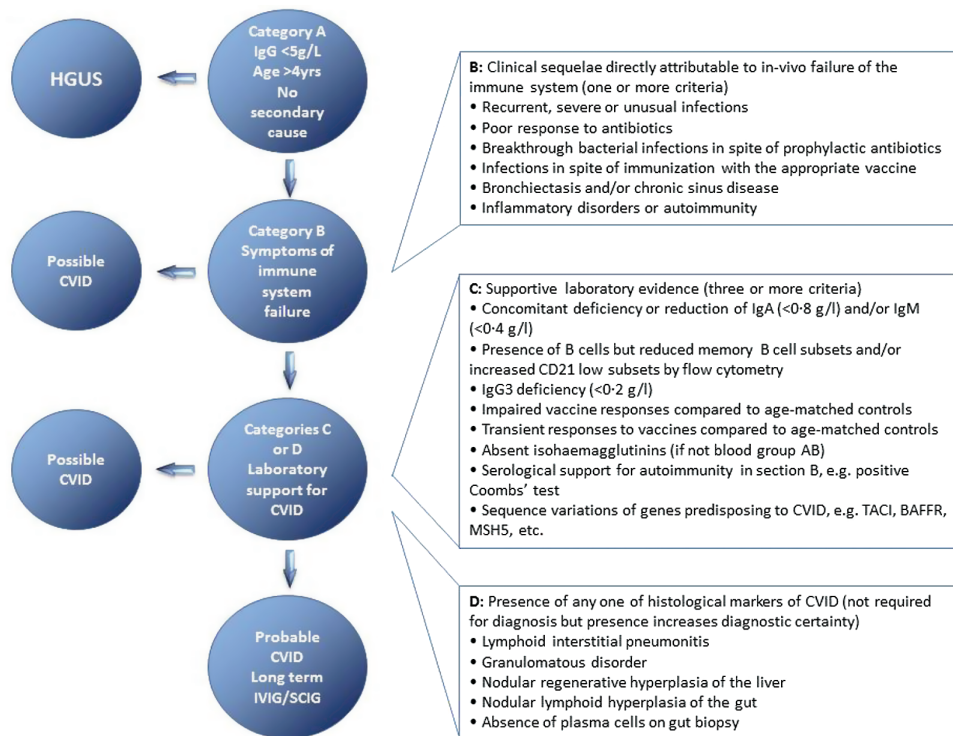 HGUS
Category A
IgG <5g/L
Age >4yrs
No
secondary
cause
B: Clinical sequelae directly attributable to in-vivo failure of the
immune system (one or more criteria)
• Recurrent, severe or unusual infections
• Poor response to antibiotics
• Breakthrough bacterial infections in spite of prophylactic antibiotics
• Infections in spite of immunization with the appropriate vaccine
• Bronchiectasis and/or chronic sinus disease
• Inflammatory disorders or autoimmunity
Possible
CVID
Category B
Symptoms of
immune
system
failure
C: Supportive laboratory evidence (three or more criteria)
• Concomitant deficiency or reduction of IgA (<0·8 g/l) and/or IgM
(<0·4 g/l)
• Presence of B cells but reduced memory B cell subsets and/or
increased CD21 low subsets by flow cytometry
• IgG3 deficiency (<0·2 g/l)
• Impaired vaccine responses compared to age-matched controls
• Transient responses to vaccines compared to age-matched controls
• Absent isohaemagglutinins (if not blood group AB)
• Serological support for autoimmunity in section B, e.g. positive
Coombs’ test
• Sequence variations of genes predisposing to CVID, e.g. TACI, BAFFR,
MSH5, etc.
Possible
CVID
Categories C
or D
Laboratory
support for
CVID
D: Presence of any one of histological markers of CVID (not required
for diagnosis but presence increases diagnostic certainty)
• Lymphoid interstitial pneumonitis
• Granulomatous disorder
• Nodular regenerative hyperplasia of the liver
• Nodular lymphoid hyperplasia of the gut
• Absence of plasma cells on gut biopsy
Probable
CVID
Long term
IVIG/SCIG